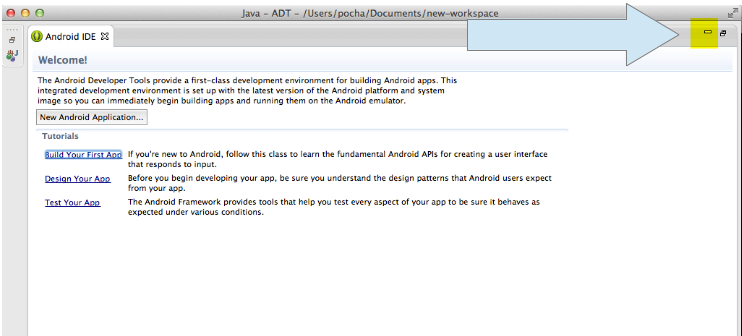 Java – ADT – /Users/pocha/Documents/new-workspace
Android IDE
Welcome!
The Android Developer Tools provide a first-class development environment for building Android apps. This
integrated development environment is set up with the latest version of the Android platform and system
image so you can immediately begin building apps and running them on the Android emulator.
New Android Application...
Tutorials
Build Your First App If you're new to Android, follow this class to learn the fundamental Android APIs for creating a user interface
that responds to input.
Design Your App Before you begin developing your app, be sure you understand the design patterns that Android users expect
from your app.
Test Your App The Android Framework provides tools that help you test every aspect of your app to be sure it behaves as
expected under various conditions.